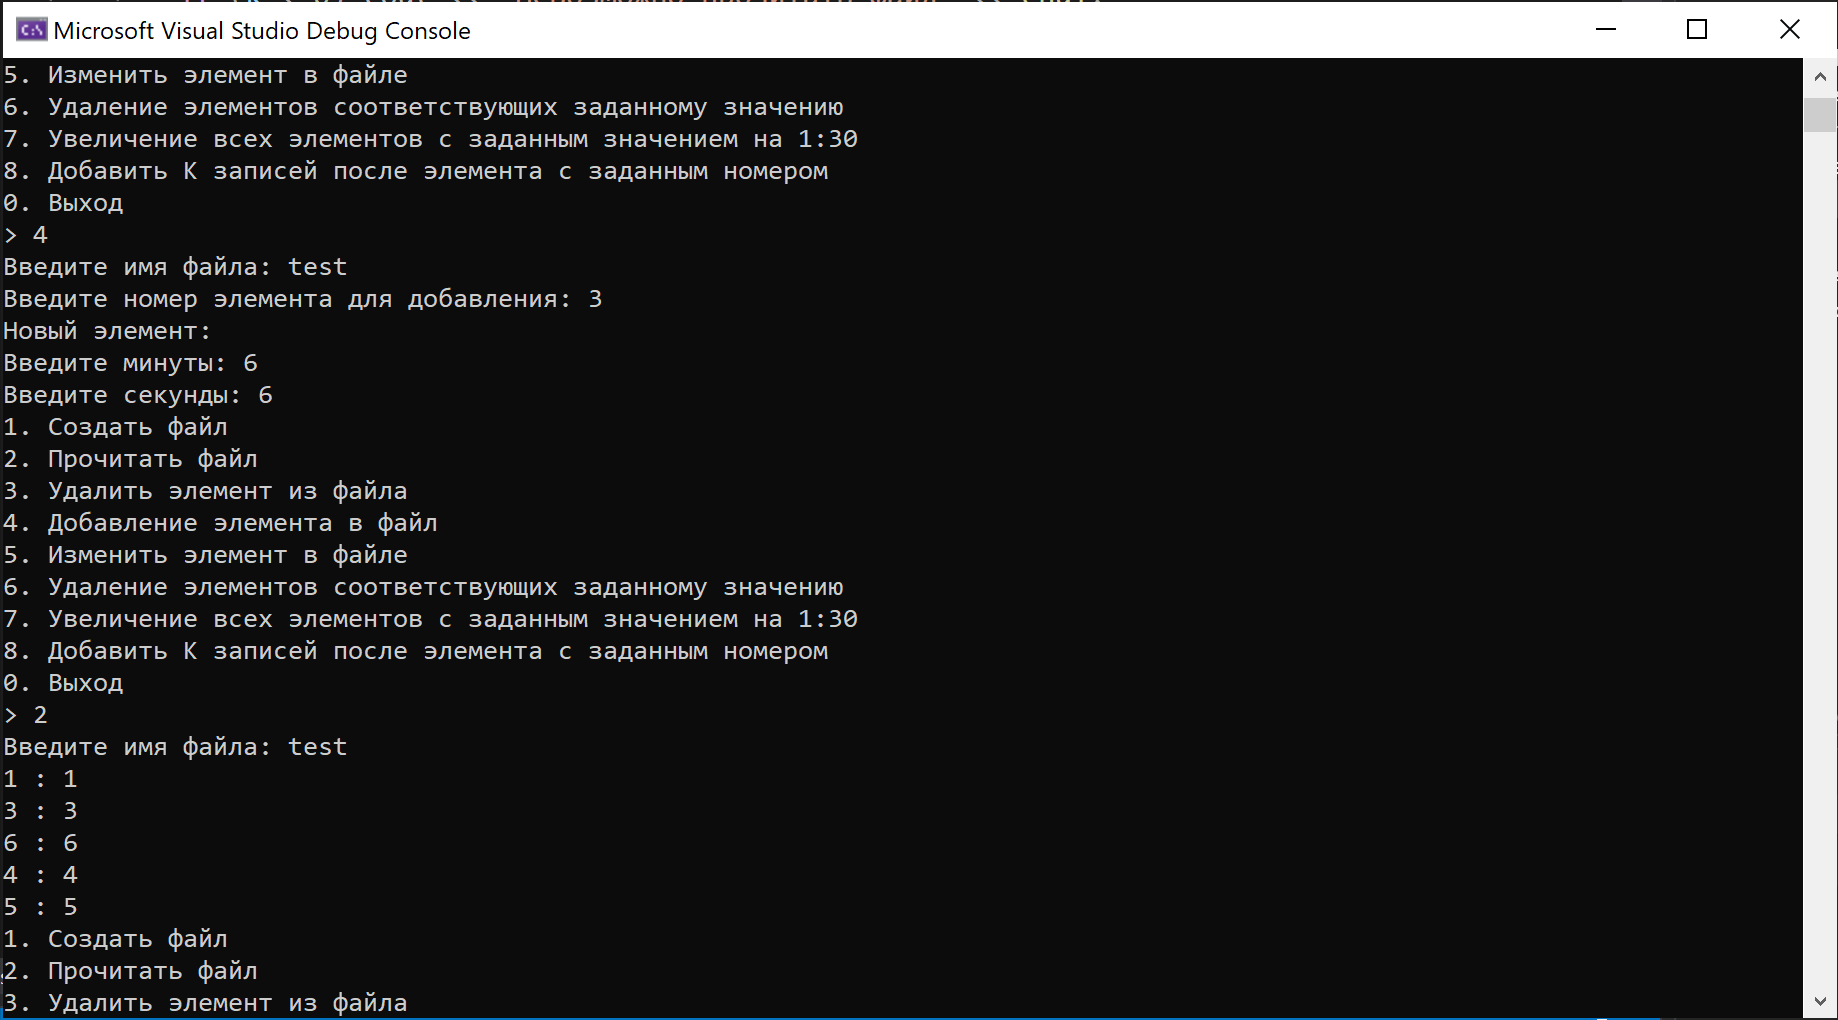 Microsoft Visual Studio Debug Console
5. Изменить элемент в файле
6. Удаление элементов соответствующих заданному значению
7. Увеличение всех элементов с заданным значением на 1:30
8. Добавить К записей после элемента с заданным номером
0. Выход
> 4
Введите имя файла: test
Введите номер элемента для добавления: 3
Новый элемент:
Введите минуты: 6
Введите секунды: 6
1. Создать файл
2. Прочитать файл
3. Удалить элемент из файла
4. Добавление элемента в файл
5. Изменить элемент в файле
6. Удаление элементов соответствующих заданному значению
7. Увеличение всех элементов с заданным значением на 1:30
8. Добавить К записей после элемента с заданным номером
0. Выход
> 2
Введите имя файла: test
1 : 1
3 : 3
6 : 6
4 : 4
5 : 5
1. Создать файл
2. Прочитать файл
3. Удалить элемент из файла